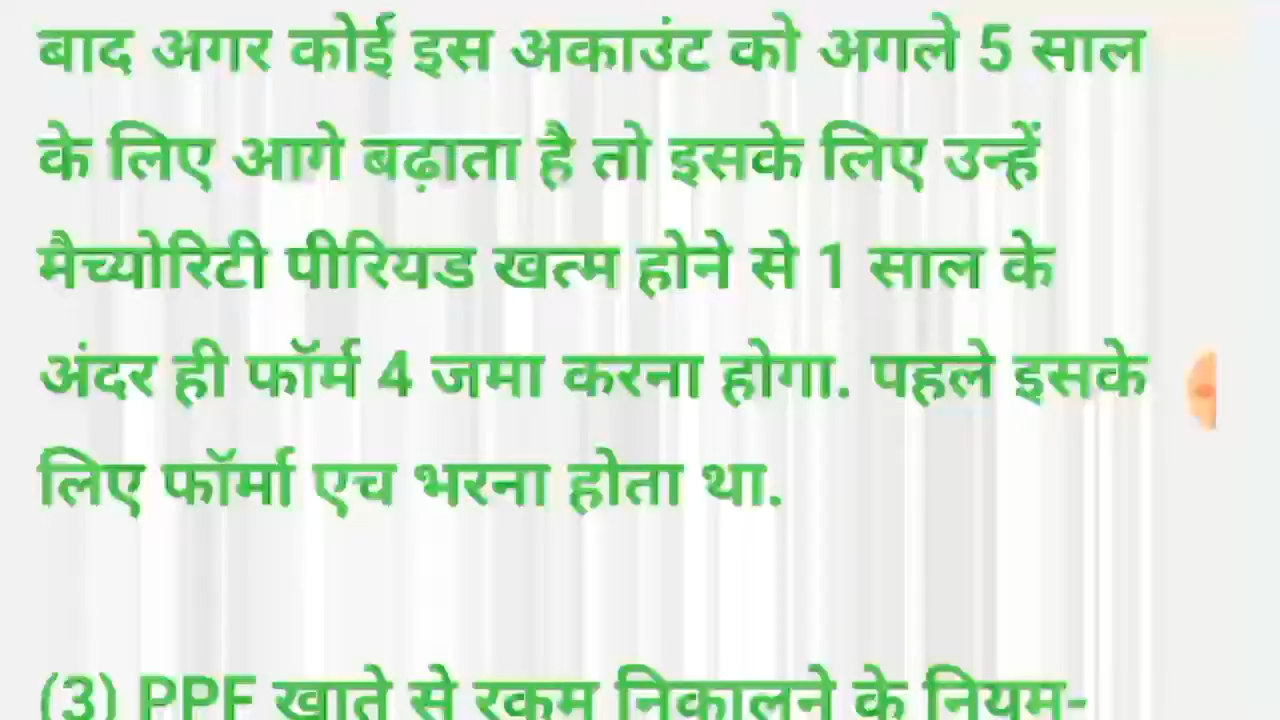 बाद अगर कोई इस अकाउंट को अगले 5 साल
के लिए आगे बढ़ाता है तो इसके लिए उन्हें
मैच्योरिटी पीरियड खत्म होने से 1 साल के
अंदर ही फॉर्म 4 जमा करना होगा. पहले इसके
लिए फॉर्मा एच भरना होता था.
(3) PPF खाते से रकम निकालने के नियम-